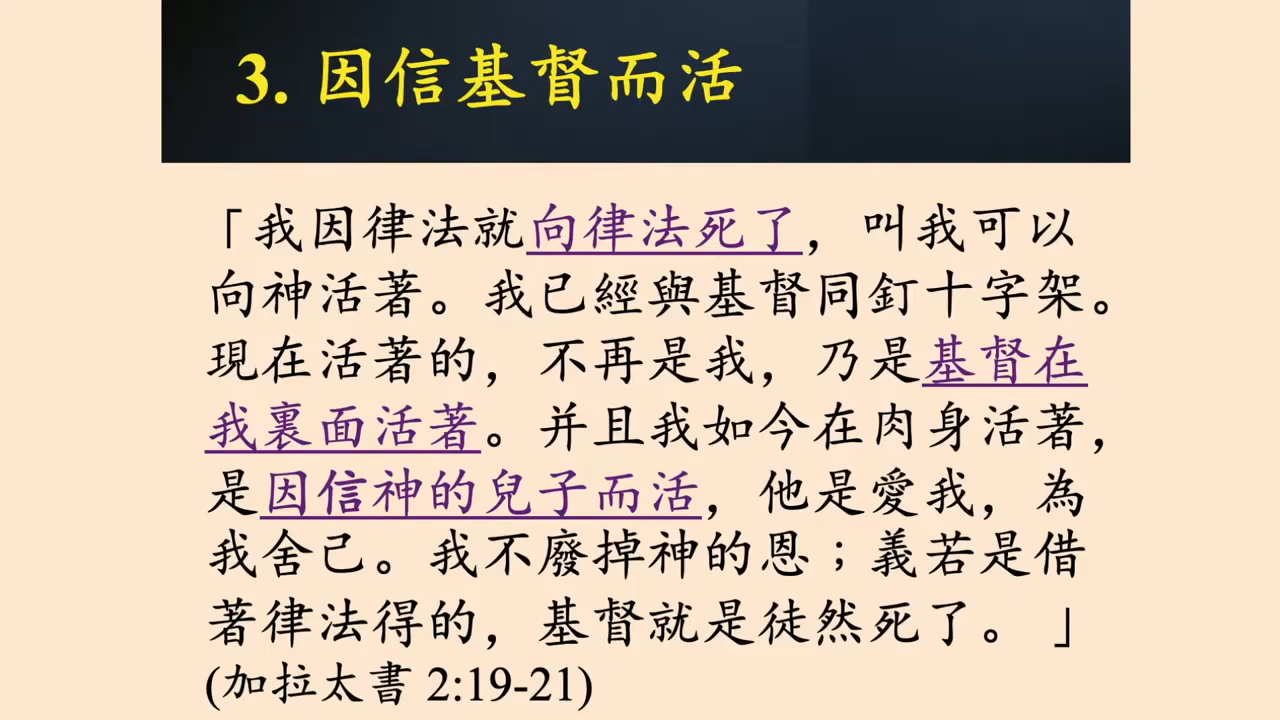 3. 因信基督而活
「我因律法就向律法死了，叫我可以
向神活著。我已經與基督同釘十字架。
現在活著的，不再是我，乃是基督在
我裏面活著。并且我如今在肉身活著，
是因信神的兒子而活，他是愛我，為
我舍己。我不廢掉神的恩；義若是借
著律法得的，基督就是徒然死了。」
(加拉太書 2:19-21)